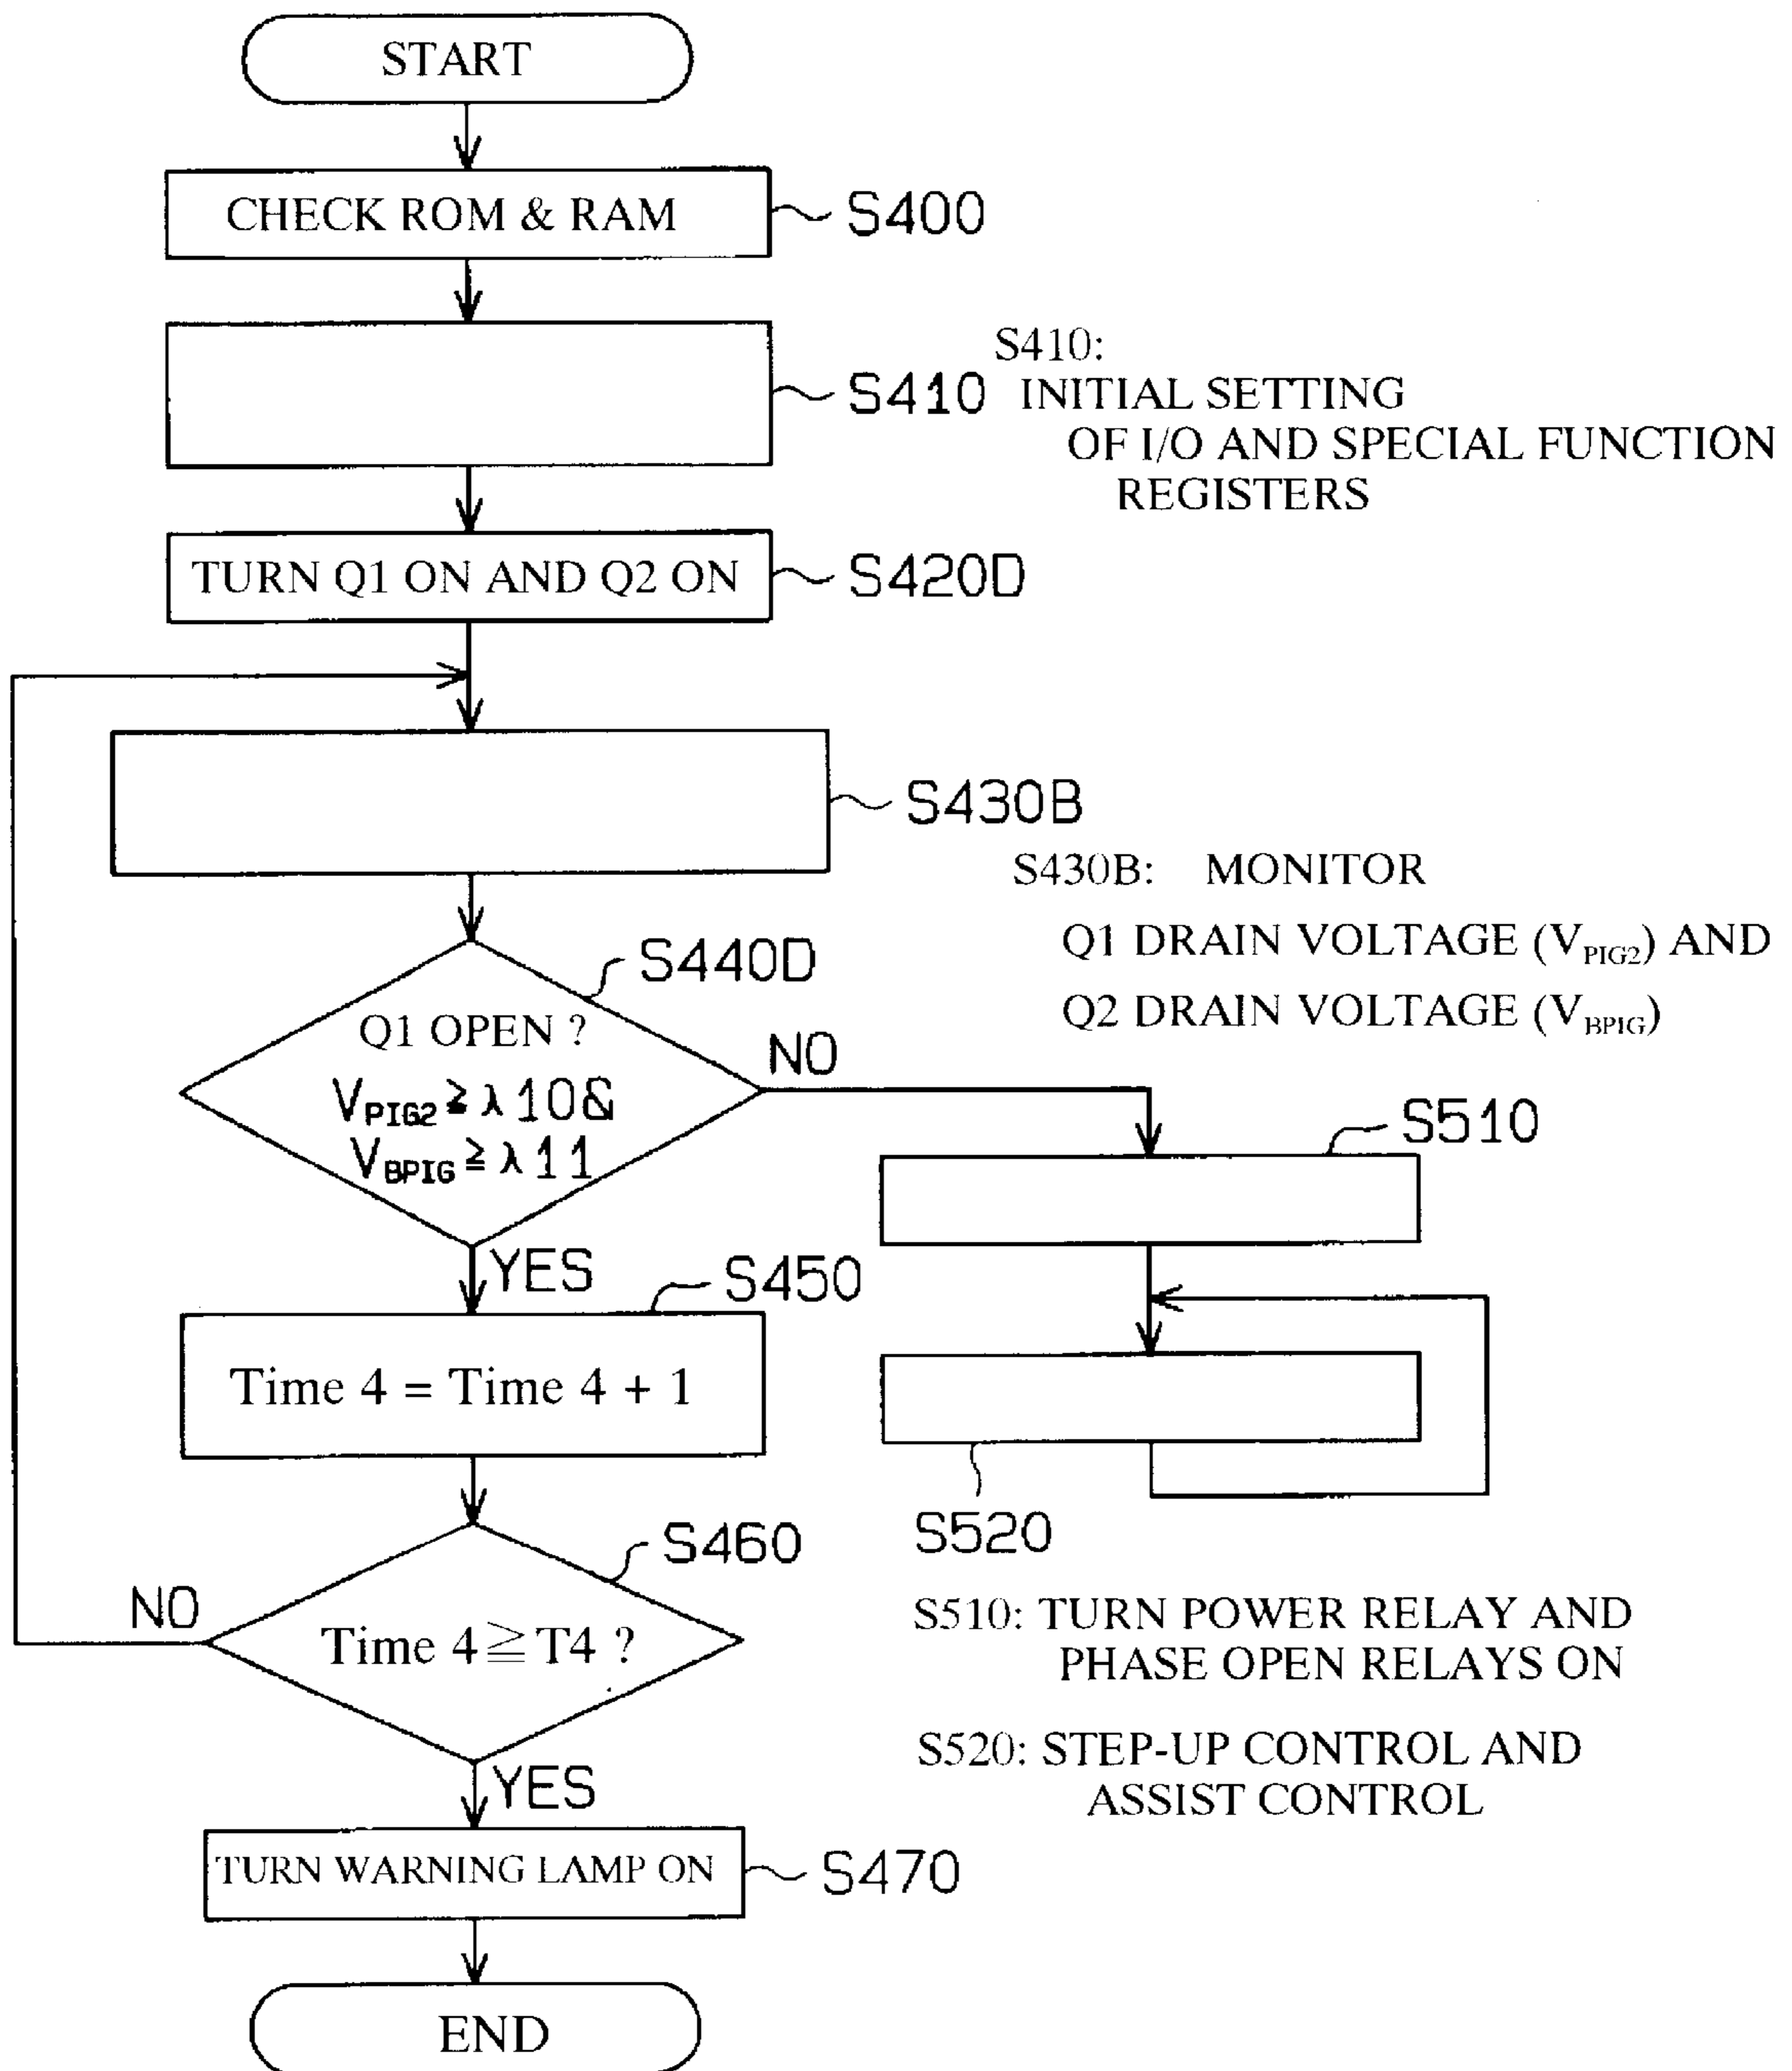 START
CHECK ROM & RAM
S400
S410
S410:
INITIAL SETTING
OF I/O AND SPECIAL FUNCTION
REGISTERS
TURN Q1 ON AND Q2 ON
S420D
S430B
S430B: MONITOR
Q1 DRAIN VOLTAGE (V_PIG2) AND
Q2 DRAIN VOLTAGE (V_BPIG)
S440D
Q1 OPEN ?
V_PIG2 ≧ λ10&
V_BPIG ≧ λ11
NO
YES
S510
S450
Time 4 = Time 4 + 1
S520
S460
Time 4 ≧ T4 ?
NO
YES
S510: TURN POWER RELAY AND
PHASE OPEN RELAYS ON
S520: STEP-UP CONTROL AND
ASSIST CONTROL
TURN WARNING LAMP ON
S470
END